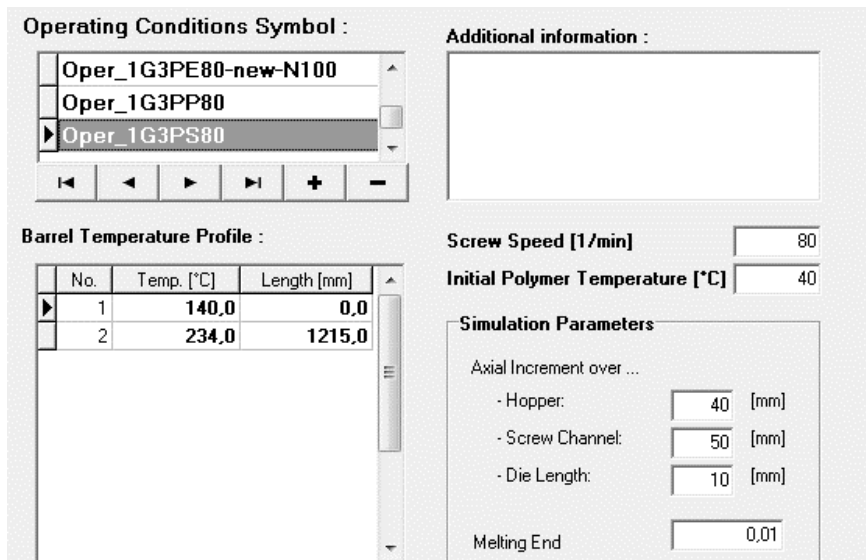 Operating Conditions Symbol :
Oper_1G3PE80-new-N100
Oper_1G3PP80
Oper_1G3PS80
Additional information :
Barrel Temperature Profile :
No. Temp. [°C] Length [mm]
1 140,0 0,0
2 234,0 1215,0
Screw Speed [1/min] 80
Initial Polymer Temperature [°C] 40
Simulation Parameters
Axial Increment over ...
- Hopper: 40 [mm]
- Screw Channel: 50 [mm]
- Die Length: 10 [mm]
Melting End 0,01